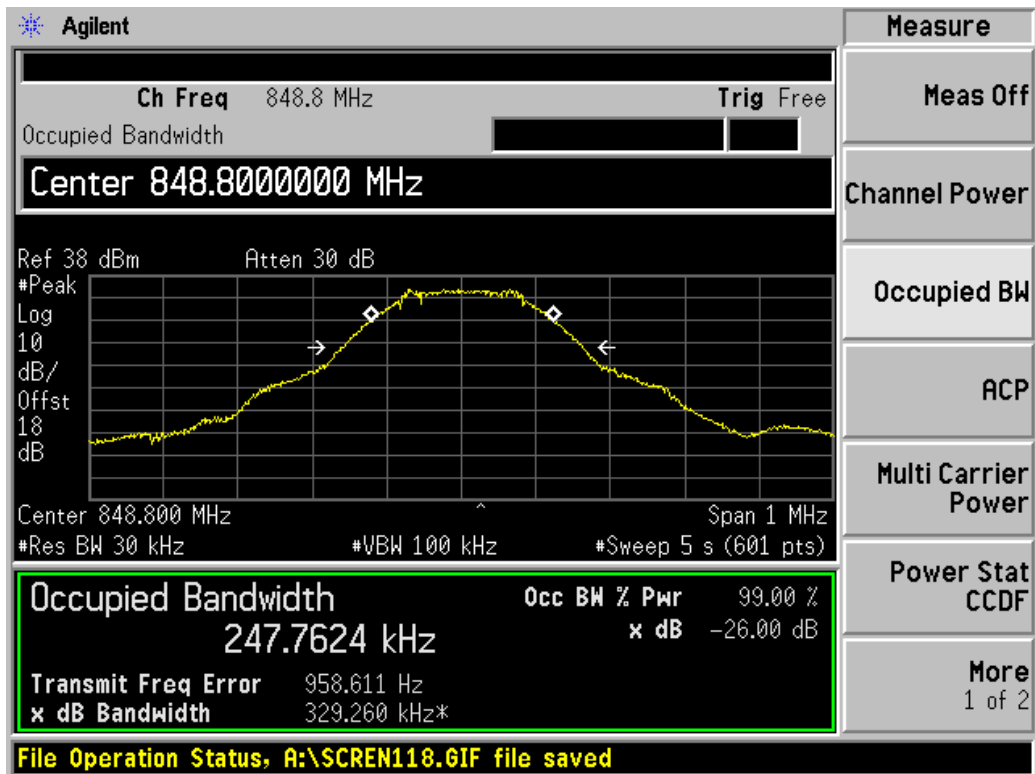 Agilent
Measure
Ch Freq 848.8 MHz Trig Free
Occupied Bandwidth
Center 848.8000000 MHz
Ref 38 dBm Atten 30 dB
#Peak
Log
10
dB/
Offst
18
dB
Center 848.800 MHz Span 1 MHz
#Res BW 30 kHz #VBW 100 kHz #Sweep 5 s (601 pts)
Occupied Bandwidth
247.7624 kHz
Occ BW % Pwr 99.00 %
x dB -26.00 dB
Transmit Freq Error 958.611 Hz
x dB Bandwidth 329.260 kHz*
Meas Off
Channel Power
Occupied BW
ACP
Multi Carrier
Power
Power Stat
CCDF
More
1 of 2
File Operation Status, A:\SCREN118.GIF file saved